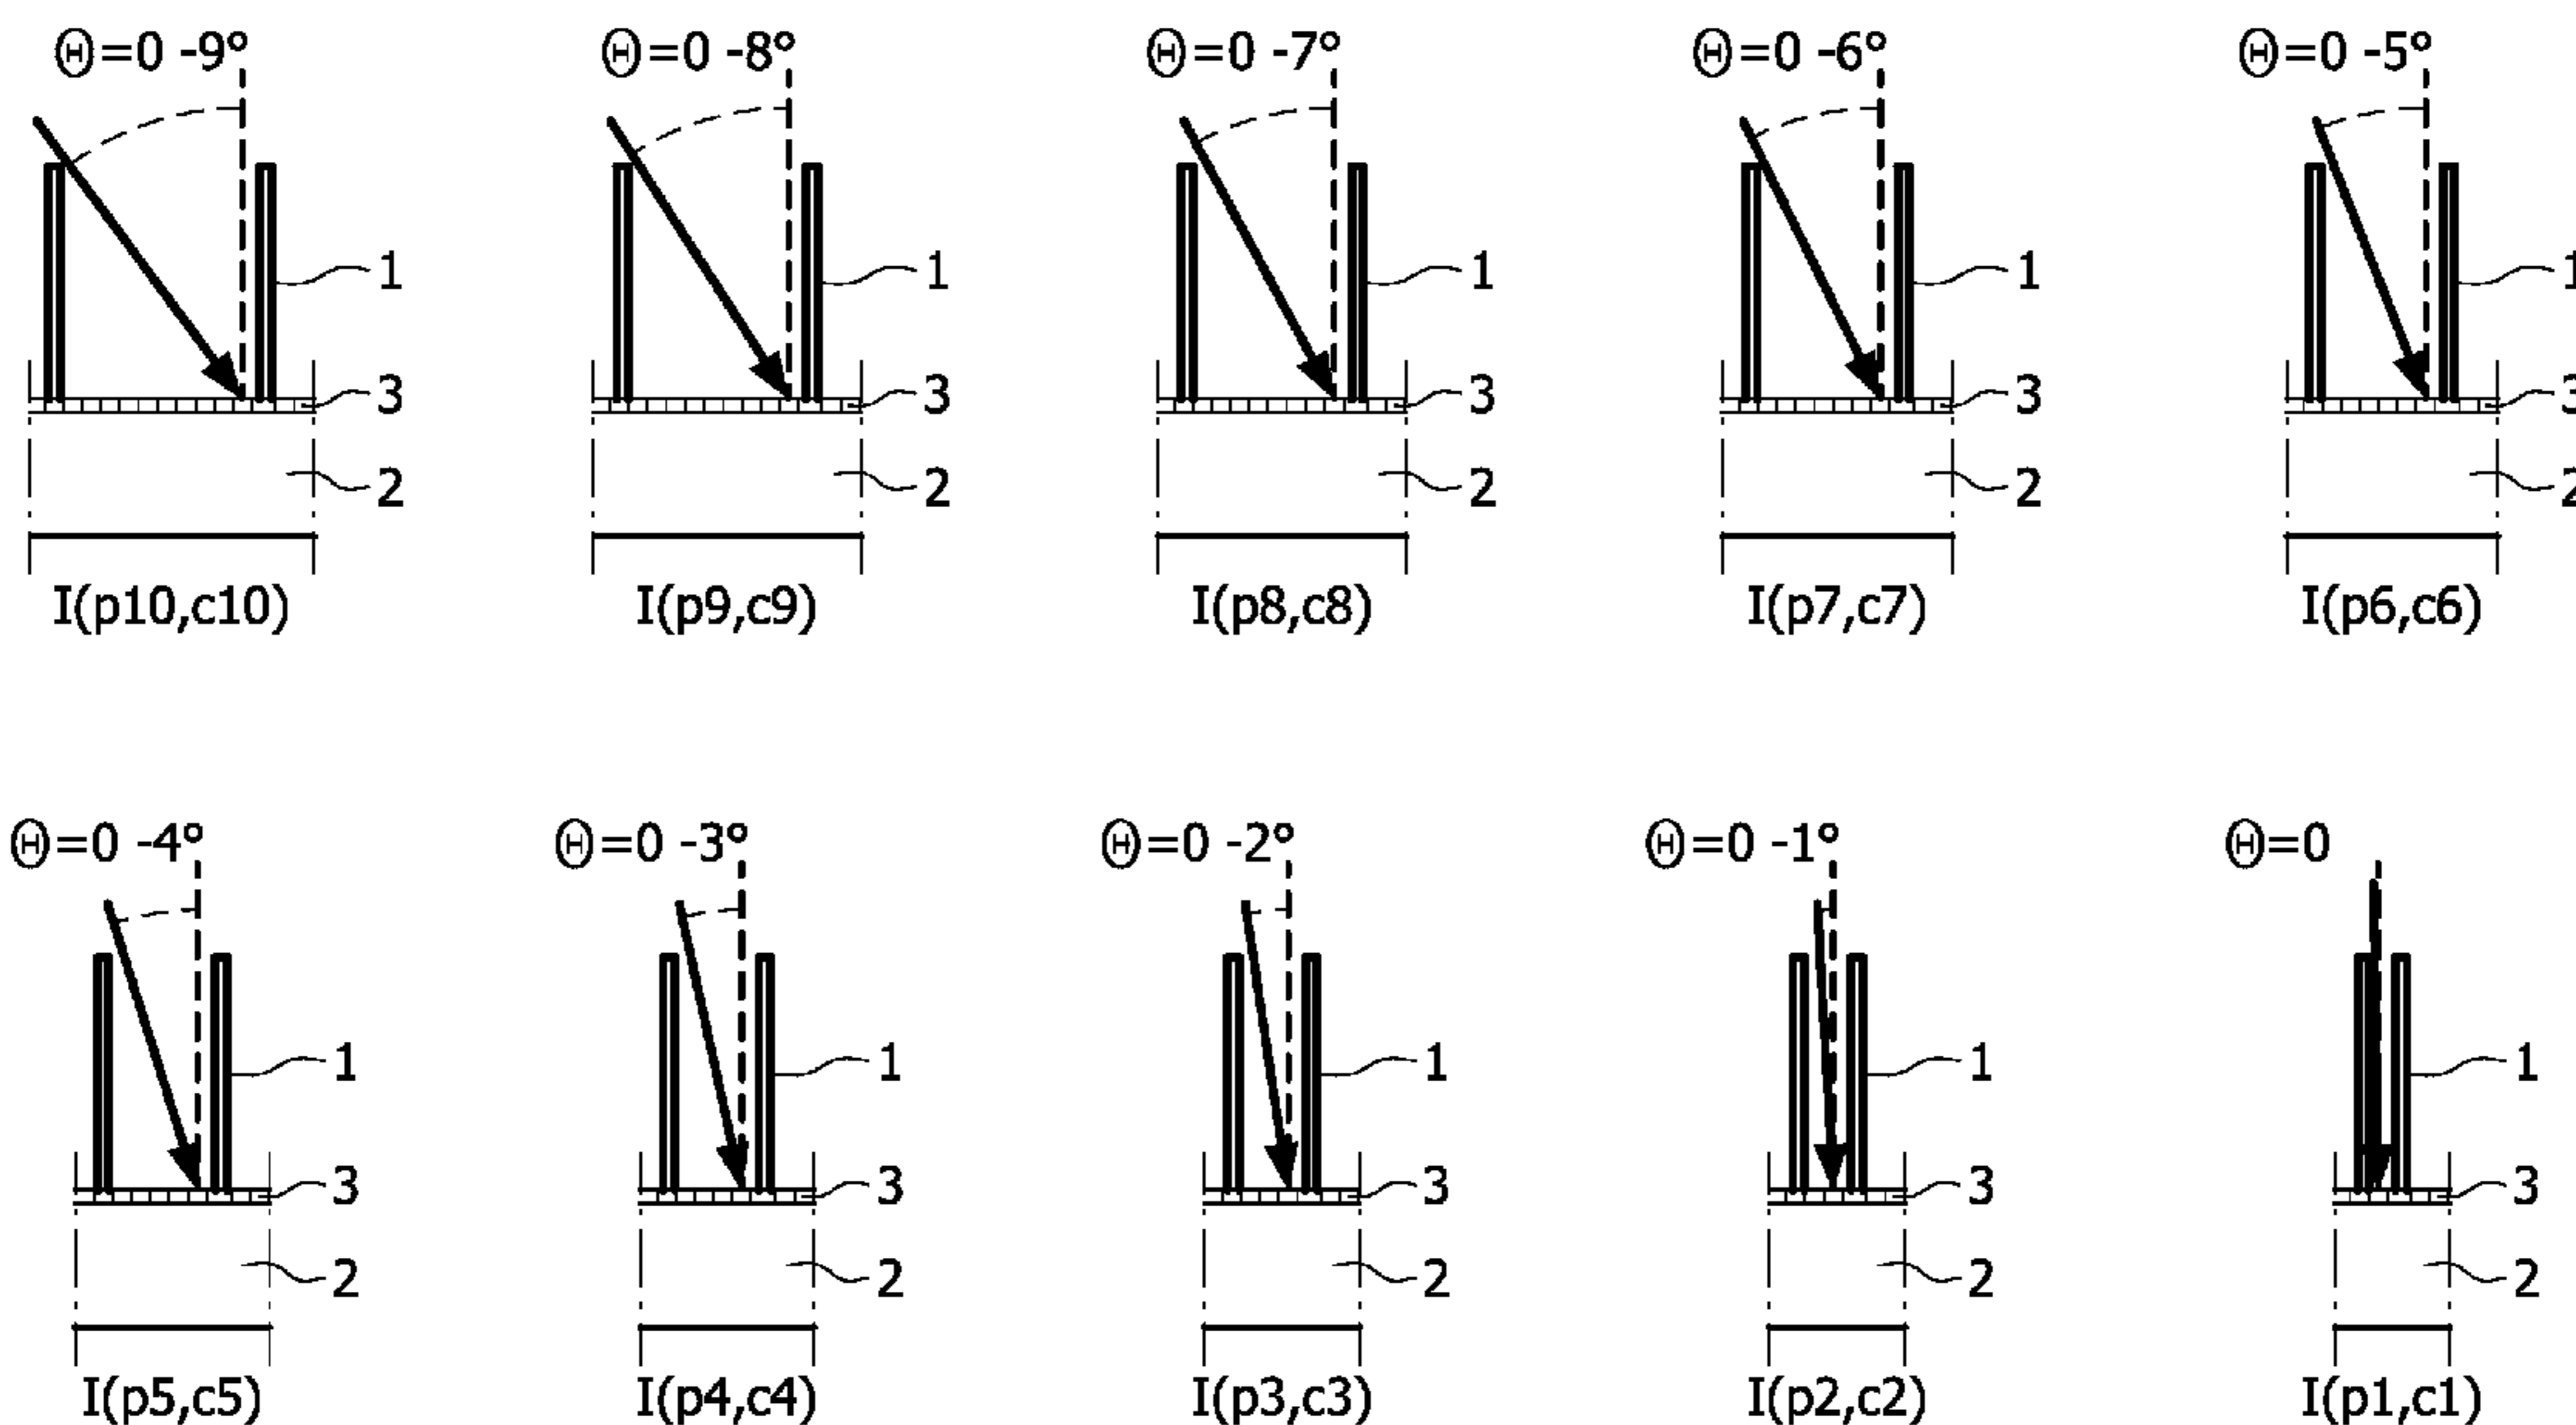 Θ=0 -9° Θ=0 -8° Θ=0 -7° Θ=0 -6° Θ=0 -5°
1 1 1 1 1
3 3 3 3 3
2 2 2 2 2
I(p10,c10) I(p9,c9) I(p8,c8) I(p7,c7) I(p6,c6)
Θ=0 -4° Θ=0 -3° Θ=0 -2° Θ=0 -1° Θ=0
1 1 1 1 1
3 3 3 3 3
2 2 2 2 2
I(p5,c5) I(p4,c4) I(p3,c3) I(p2,c2) I(p1,c1)